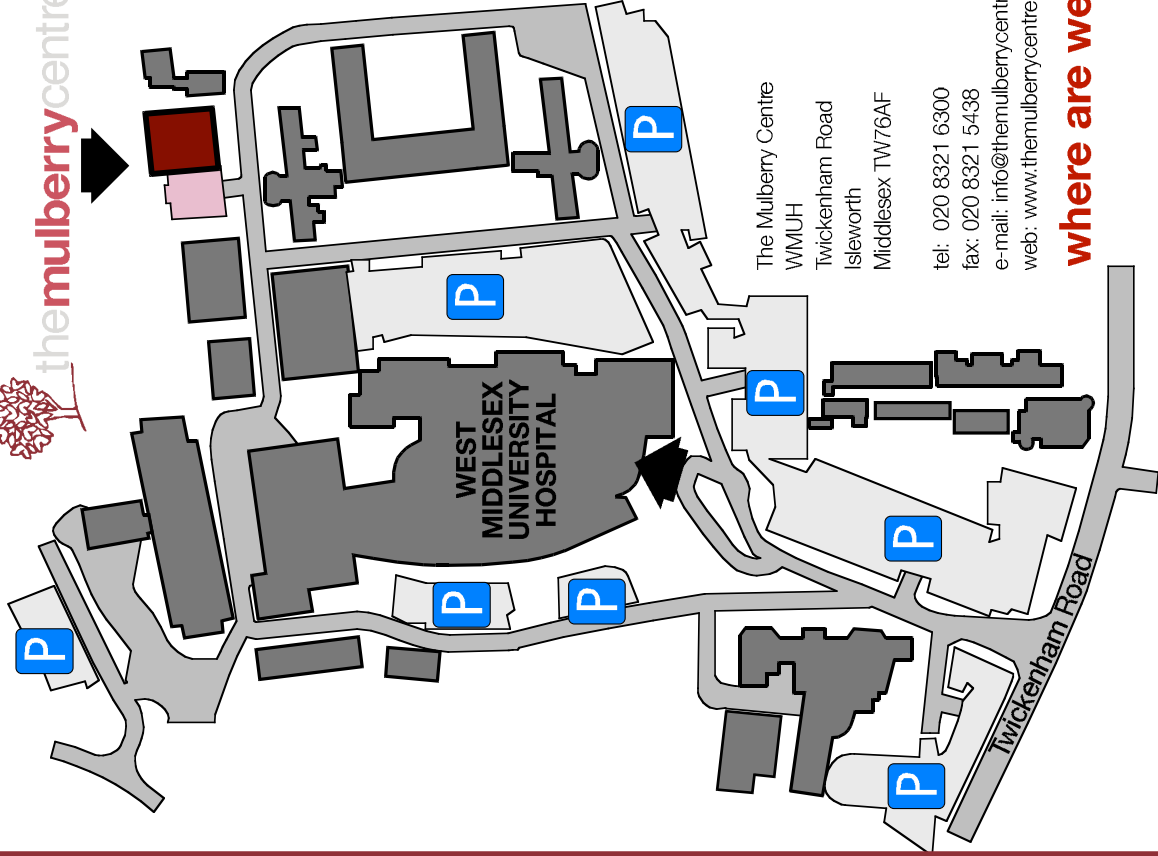 themulberrycentre
P
P
P
WEST
MIDDLESEX
UNIVERSITY
HOSPITAL
P
P
P
P
P
P
The Mulberry Centre
WMUH
Twickenham Road
Isleworth
Middlesex TW76AF
tel: 020 8321 6300
fax: 020 8321 5438
e-mail: info@themulberrycentr
web: www.themulberrycentre
Twickenham Road
where are we